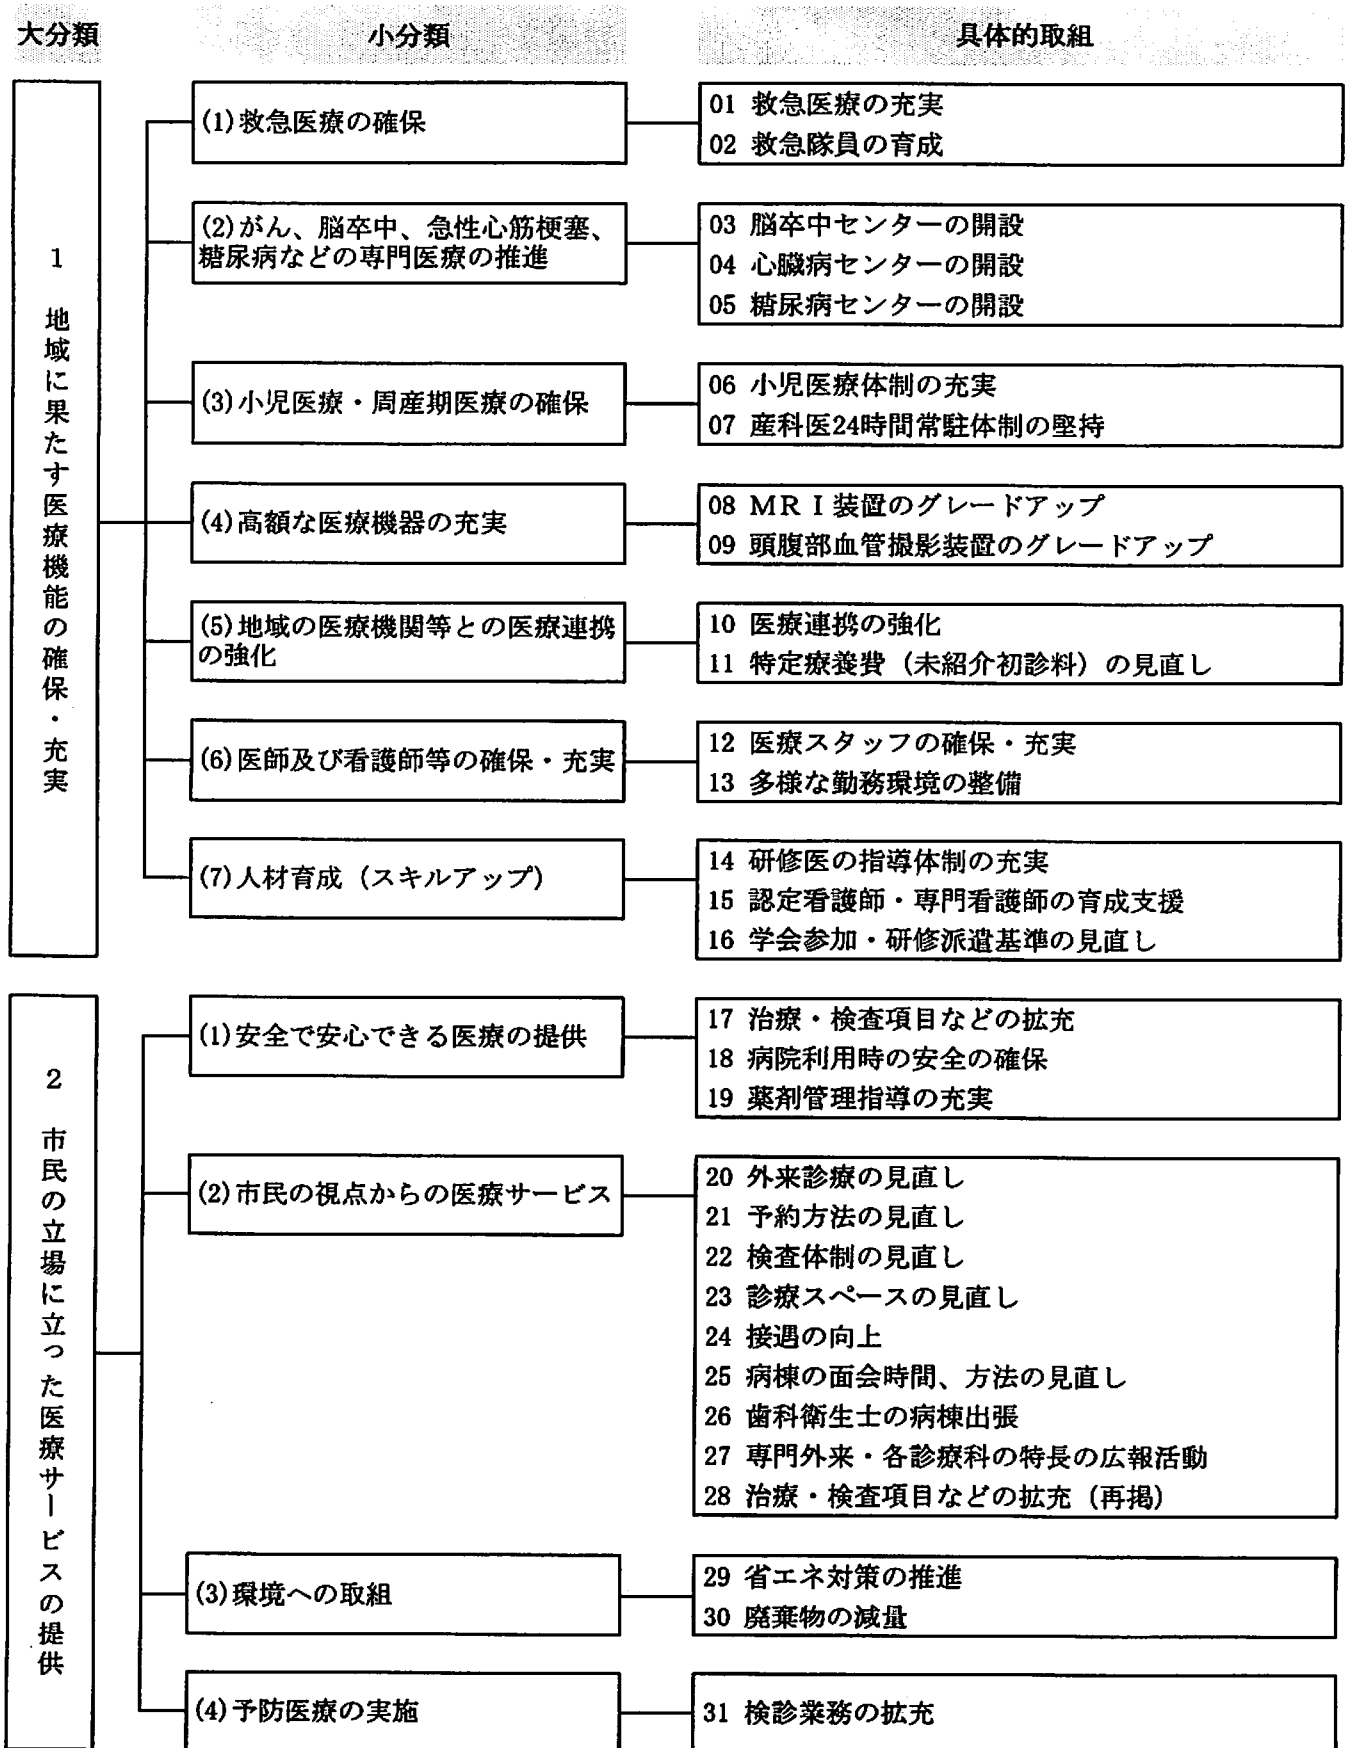 大分類 小分類 具体的取組
1 地域に果たす医療機能の確保・充実
(1)救急医療の確保
01 救急医療の充実
02 救急隊員の育成
(2)がん、脳卒中、急性心筋梗塞、
糖尿病などの専門医療の推進
03 脳卒中センターの開設
04 心臓病センターの開設
05 糖尿病センターの開設
(3)小児医療・周産期医療の確保
06 小児医療体制の充実
07 産科医24時間常駐体制の堅持
(4)高額な医療機器の充実
08 MRI装置のグレードアップ
09 頭腹部血管撮影装置のグレードアップ
(5)地域の医療機関等との医療連携
の強化
10 医療連携の強化
11 特定療養費（未紹介初診料）の見直し
(6)医師及び看護師等の確保・充実
12 医療スタッフの確保・充実
13 多様な勤務環境の整備
(7)人材育成（スキルアップ）
14 研修医の指導体制の充実
15 認定看護師・専門看護師の育成支援
16 学会参加・研修派遣基準の見直し
2 市民の立場に立った医療サービスの提供
(1)安全で安心できる医療の提供
17 治療・検査項目などの拡充
18 病院利用時の安全の確保
19 薬剤管理指導の充実
(2)市民の視点からの医療サービス
20 外来診療の見直し
21 予約方法の見直し
22 検査体制の見直し
23 診療スペースの見直し
24 接遇の向上
25 病棟の面会時間、方法の見直し
26 歯科衛生士の病棟出張
27 専門外来・各診療科の特長の広報活動
28 治療・検査項目などの拡充（再掲）
(3)環境への取組
29 省エネ対策の推進
30 廃棄物の減量
(4)予防医療の実施
31 検診業務の拡充